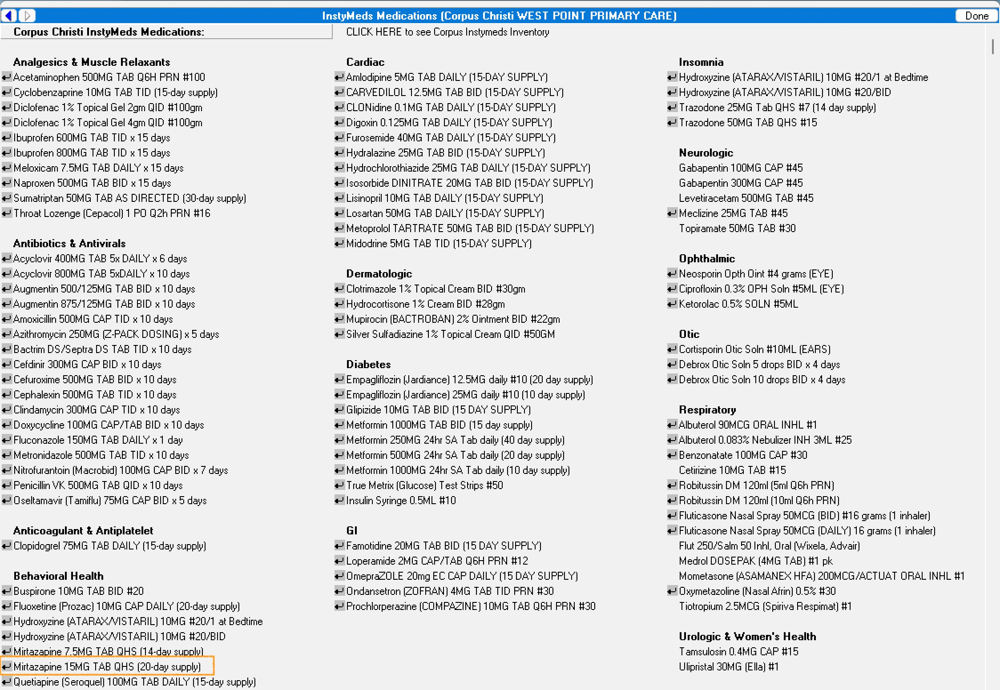 InstyMeds Medications (Corpus Christi WEST POINT PRIMARY CARE)
Done
Corpus Christi InstyMeds Medications:
CLICK HERE to see Corpus Instymeds Inventory
Analgesics & Muscle Relaxants
Acetaminophen 500MG TAB Q6H PRN #100
Cyclobenzaprine 10MG TAB TID (15-day supply)
Diclofenac 1% Topical Gel 2gm QID #100gm
Diclofenac 1% Topical Gel 4gm QID #100gm
Ibuprofen 600MG TAB TID x 15 days
Ibuprofen 800MG TAB TID x 15 days
Meloxicam 7.5MG TAB DAILY x 15 days
Naproxen 500MG TAB BID x 15 days
Sumatriptan 50MG TAB AS DIRECTED (30-day supply)
Throat Lozenge (Cepacol) 1 PO Q2h PRN #16
Antibiotics & Antivirals
Acyclovir 400MG TAB 5x DAILY x 6 days
Acyclovir 800MG TAB 5xDAILY x 10 days
Augmentin 500/125MG TAB BID x 10 days
Augmentin 875/125MG TAB BID x 10 days
Amoxicillin 500MG CAP TID x 10 days
Azithromycin 250MG (Z-PACK DOSING) x 5 days
Bactrim DS/Septra DS TAB TID x 10 days
Cefdinir 300MG CAP BID x 10 days
Cefuroxime 500MG TAB BID x 10 days
Cephalexin 500MG TAB TID x 10 days
Clindamycin 300MG CAP TID x 10 days
Doxycycline 100MG CAP/TAB BID x 10 days
Fluconazole 150MG TAB DAILY x 1 day
Metronidazole 500MG TAB TID x 10 days
Nitrofurantoin (Macrobid) 100MG CAP BID x 7 days
Penicillin VK 500MG TAB QID x 10 days
Oseltamavir (Tamiflu) 75MG CAP BID x 5 days
Anticoagulant & Antiplatelet
Clopidogrel 75MG TAB DAILY (15-day supply)
Behavioral Health
Buspirone 10MG TAB BID #20
Fluoxetine (Prozac) 10MG CAP DAILY (20-day supply)
Hydroxyzine (ATARAX/VISTARIL) 10MG #20/1 at Bedtime
Hydroxyzine (ATARAX/VISTARIL) 10MG #20/BID
Mirtazapine 7.5MG TAB QHS (14-day supply)
Mirtazapine 15MG TAB QHS (20-day supply)
Quetiapine (Seroquel) 100MG TAB DAILY (15-day supply)
Cardiac
Amlodipine 5MG TAB DAILY (15-DAY SUPPLY)
CARVEDILOL 12.5MG TAB BID (15-DAY SUPPLY)
CLONidine 0.1MG TAB DAILY (15-DAY SUPPLY)
Digoxin 0.125MG TAB DAILY (15-DAY SUPPLY)
Furosemide 40MG TAB DAILY (15-DAY SUPPLY)
Hydralazine 25MG TAB BID (15-DAY SUPPLY)
Hydrochlorothiazide 25MG TAB DAILY (15-DAY SUPPLY)
Isosorbide DINITRATE 20MG TAB BID (15-DAY SUPPLY)
Lisinopril 10MG TAB DAILY (15-DAY SUPPLY)
Losartan 50MG TAB DAILY (15-DAY SUPPLY)
Metoprolol TARTRATE 50MG TAB BID (15-DAY SUPPLY)
Midodrine 5MG TAB TID (15-DAY SUPPLY)
Dermatologic
Clotrimazole 1% Topical Cream BID #30gm
Hydrocortisone 1% Cream BID #28gm
Mupirocin (BACTROBAN) 2% Ointment BID #22gm
Silver Sulfadiazine 1% Topical Cream QID #50GM
Diabetes
Empagliflozin (Jardiance) 12.5MG daily #10 (20 day supply)
Empagliflozin (Jardiance) 25MG daily #10 (10 day supply)
Glipizide 10MG TAB BID (15 DAY SUPPLY)
Metformin 1000MG TAB BID (15 day supply)
Metformin 250MG 24hr SA Tab daily (40 day supply)
Metformin 500MG 24hr SA Tab daily (20 day supply)
Metformin 1000MG 24hr SA Tab daily (10 day supply)
True Metrix (Glucose) Test Strips #50
Insulin Syringe 0.5ML #10
GI
Famotidine 20MG TAB BID (15 DAY SUPPLY)
Loperamide 2MG CAP/TAB Q6H PRN #12
OmepraZOLE 20mg EC CAP DAILY (15 DAY SUPPLY)
Ondansetron (ZOFRAN) 4MG TAB TID PRN #30
Prochlorperazine (COMPAZINE) 10MG TAB Q6H PRN #30
Insomnia
Hydroxyzine (ATARAX/VISTARIL) 10MG #20/1 at Bedtime
Hydroxyzine (ATARAX/VISTARIL) 10MG #20/BID
Trazodone 25MG Tab QHS #7 (14 day supply)
Trazodone 50MG TAB QHS #15
Neurologic
Gabapentin 100MG CAP #45
Gabapentin 300MG CAP #45
Levetiracetam 500MG TAB #45
Meclizine 25MG TAB #45
Topiramate 50MG TAB #30
Ophthalmic
Neosporin Opth Oint #4 grams (EYE)
Ciprofloxin 0.3% OPH Soln #5ML (EYE)
Ketorolac 0.5% SOLN #5ML
Otic
Cortisporin Otic Soln #10ML (EARS)
Debrox Otic Soln 5 drops BID x 4 days
Debrox Otic Soln 10 drops BID x 4 days
Respiratory
Albuterol 90MCG ORAL INHL #1
Albuterol 0.083% Nebulizer INH 3ML #25
Benzonatate 100MG CAP #30
Cetirizine 10MG TAB #15
Robitussin DM 120ml (5ml Q6h PRN)
Robitussin DM 120ml (10ml Q6h PRN)
Fluticasone Nasal Spray 50MCG (BID) #16 grams (1 inhaler)
Fluticasone Nasal Spray 50MCG (DAILY) 16 grams (1 inhaler)
Flut 250/Salm 50 Inhl, Oral (Wixela, Advair)
Medrol DOSEPAK (4MG TAB) #1 pk
Mometasone (ASAMANEX HFA) 200MCG/ACTUAT ORAL INHL #1
Oxymetazoline (Nasal Afrin) 0.5% #30
Tiotropium 2.5MCG (Spiriva Respimat) #1
Urologic & Women's Health
Tamsulosin 0.4MG CAP #15
Ulipristal 30MG (Ella) #1